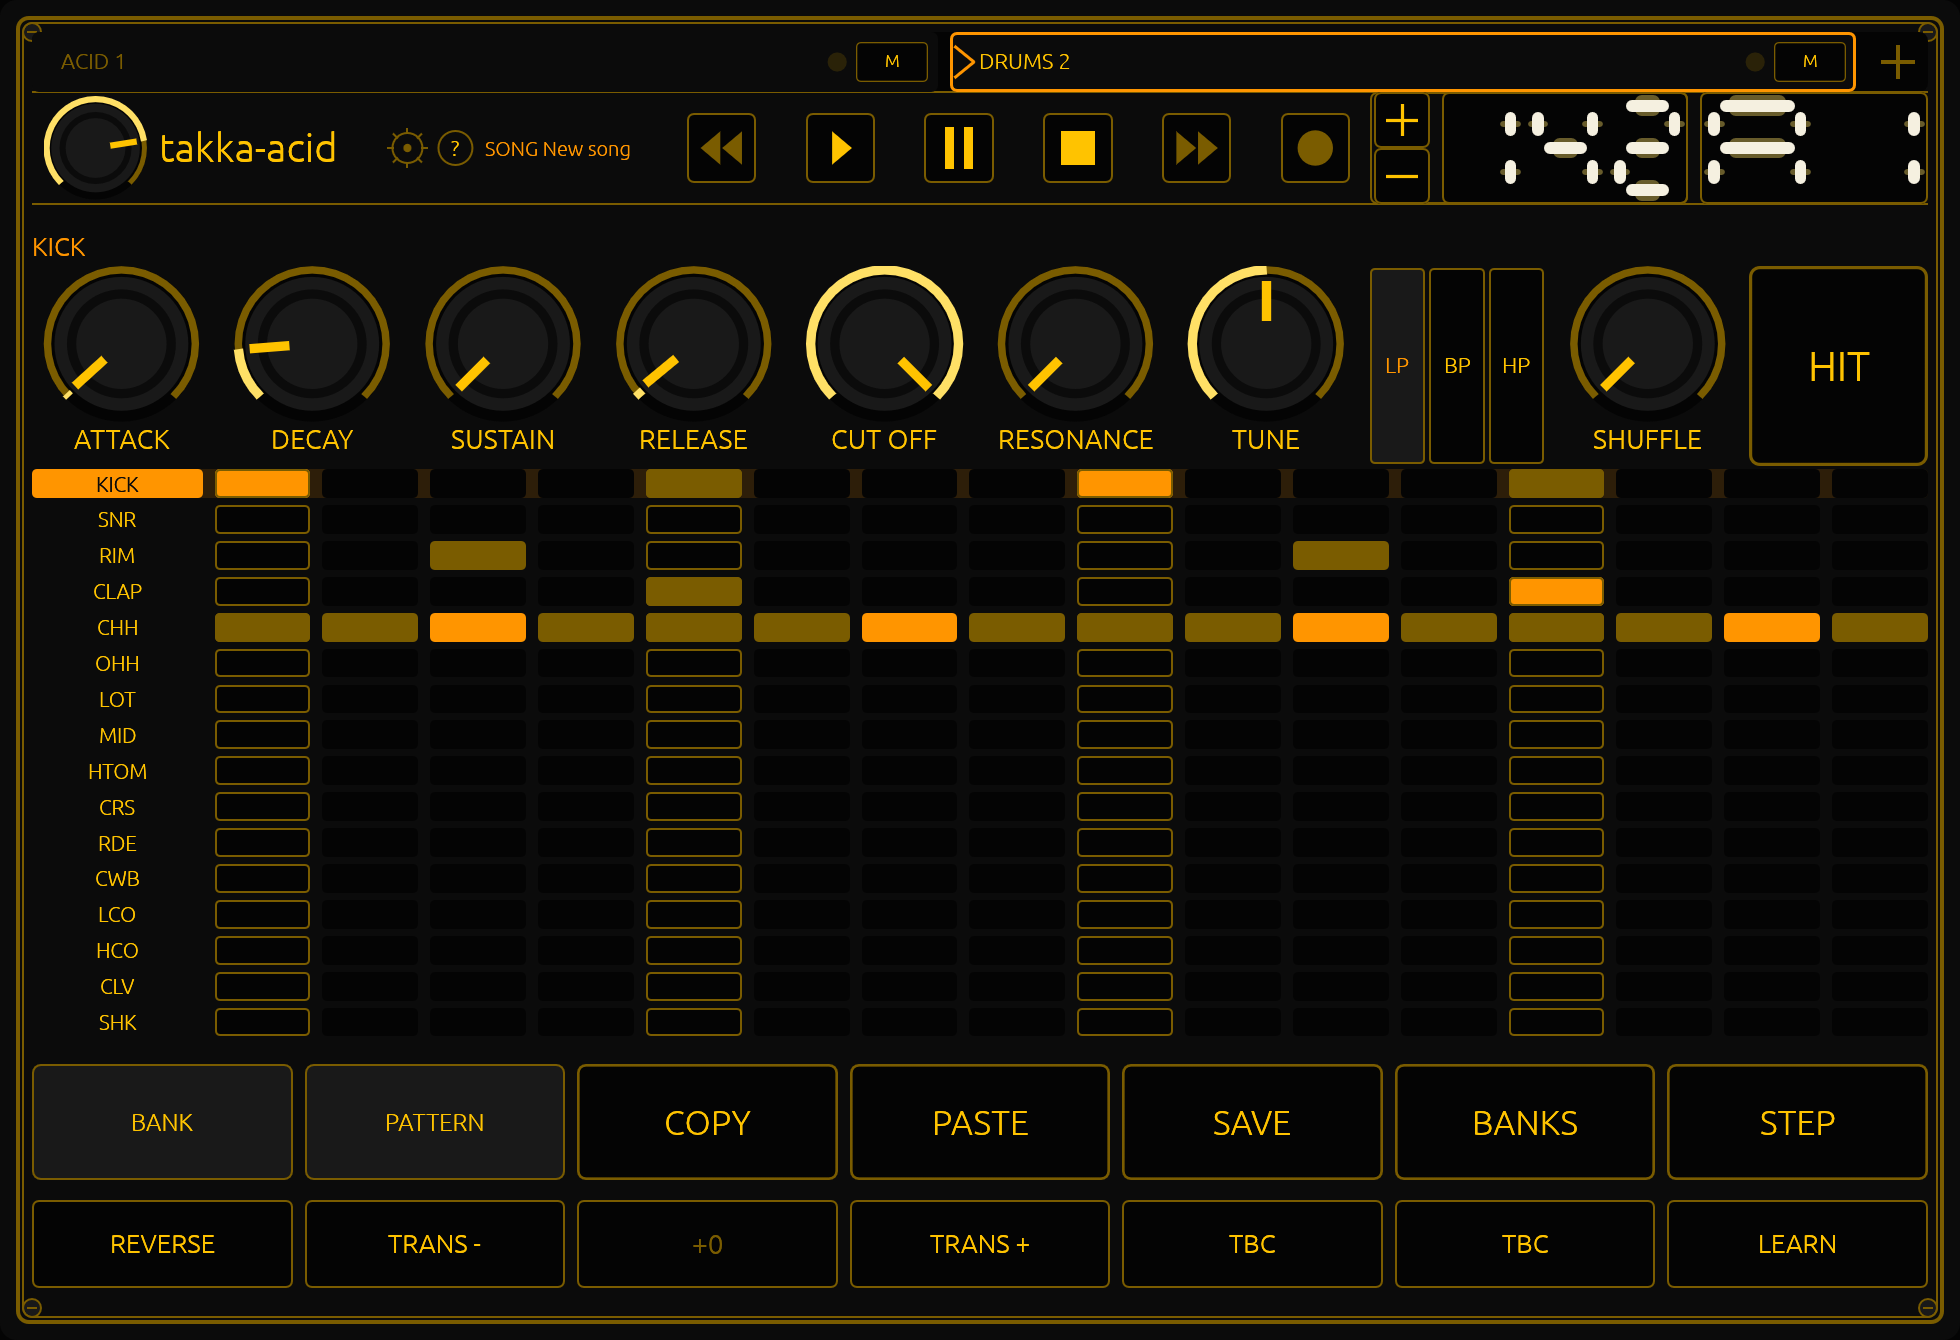 ACID 1
M
DRUMS 2
M
takka-acid
?
SONG New song
142
A1
KICK
ATTACK
DECAY
SUSTAIN
RELEASE
CUT OFF
RESONANCE
TUNE
LP
BP
HP
SHUFFLE
HIT
KICK
SNR
RIM
CLAP
CHH
OHH
LOT
MID
HTOM
CRS
RDE
CWB
LCO
HCO
CLV
SHK
BANK
PATTERN
COPY
PASTE
SAVE
BANKS
STEP
REVERSE
TRANS -
+0
TRANS +
TBC
TBC
LEARN